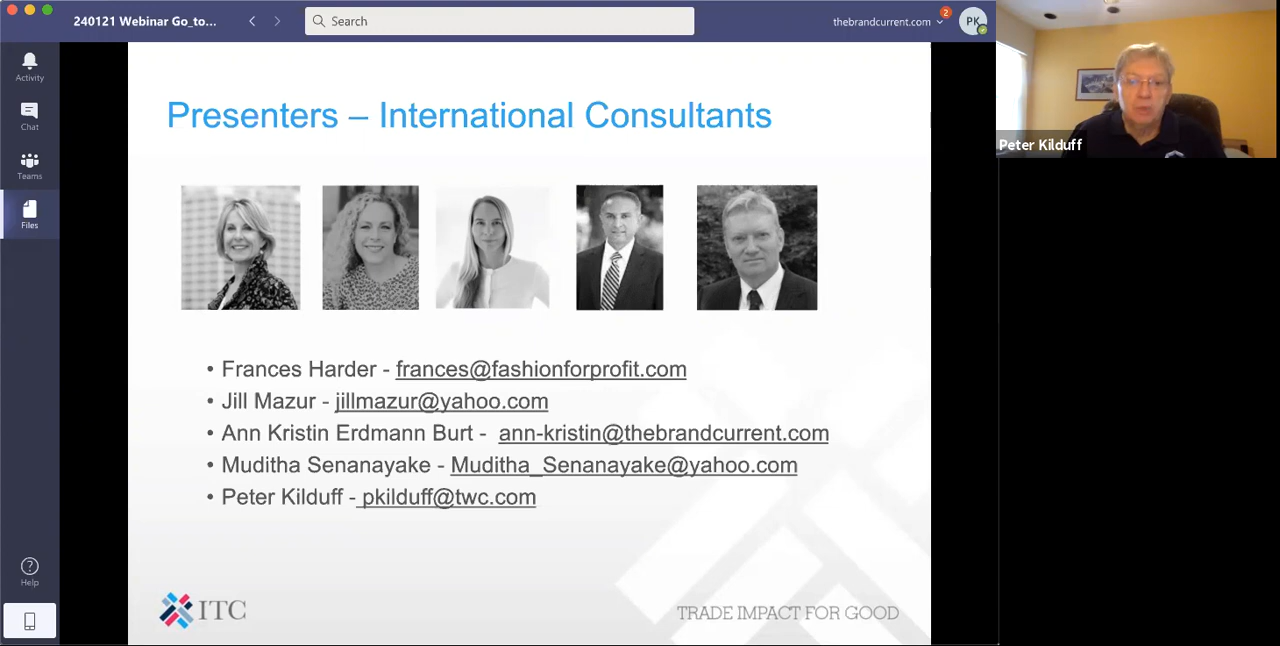 240121 Webinar Go_to...
Search
thebrandcurrent.com
2
PK
Activity
Chat
Teams
Files
Help
Presenters – International Consultants
• Frances Harder - frances@fashionforprofit.com
• Jill Mazur - jillmazur@yahoo.com
• Ann Kristin Erdmann Burt - ann-kristin@thebrandcurrent.com
• Muditha Senanayake - Muditha_Senanayake@yahoo.com
• Peter Kilduff - pkilduff@twc.com
ITC
TRADE IMPACT FOR GOOD
Peter Kilduff